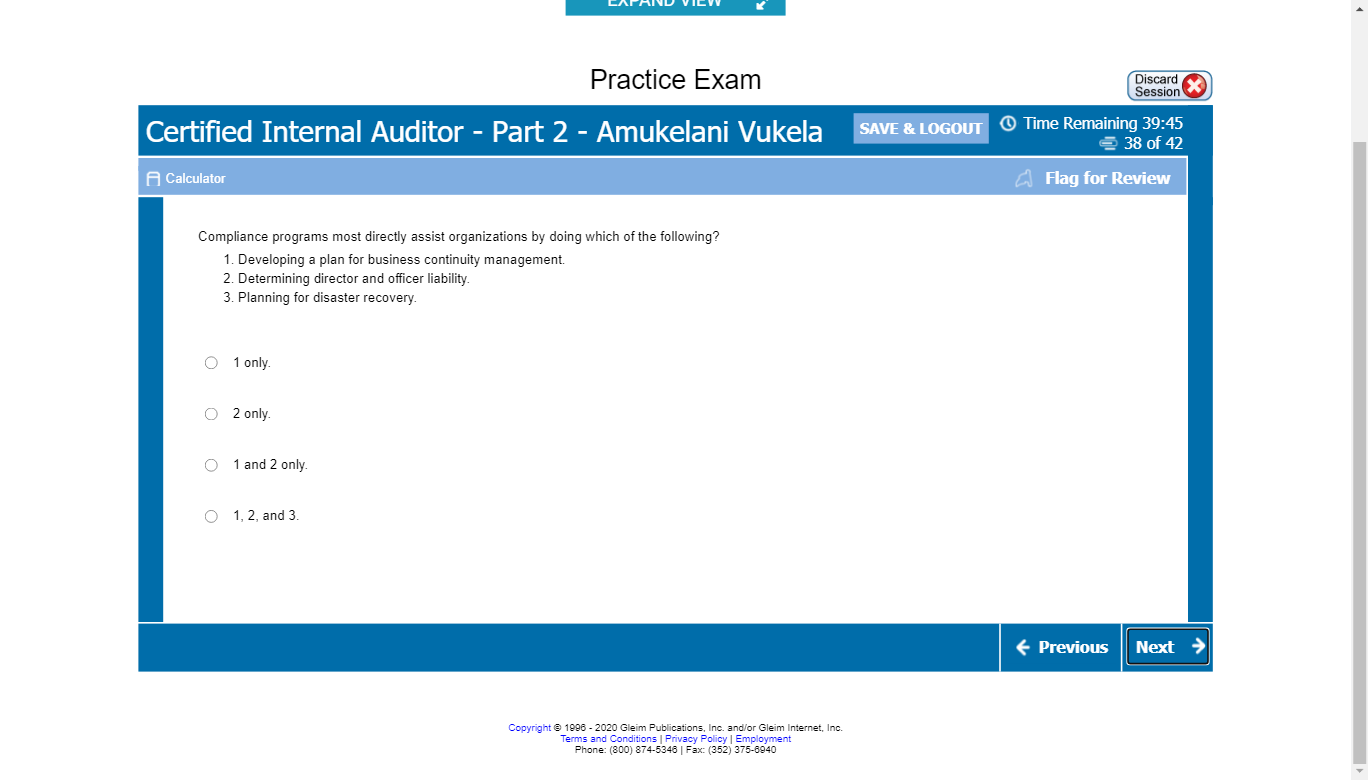 EXPAND VIEW
Practice Exam
Discard
Session
Certified Internal Auditor - Part 2 - Amukelani Vukela
SAVE & LOGOUT
Time Remaining 39:45
38 of 42
Calculator
Flag for Review
Compliance programs most directly assist organizations by doing which of the following?
1. Developing a plan for business continuity management.
2. Determining director and officer liability.
3. Planning for disaster recovery.
1 only.
2 only.
1 and 2 only.
1, 2, and 3.
Previous
Next
Copyright © 1996 - 2020 Gleim Publications, Inc. and/or Gleim Internet, Inc.
Terms and Conditions | Privacy Policy | Employment
Phone: (800) 874-5346 | Fax: (352) 375-6940